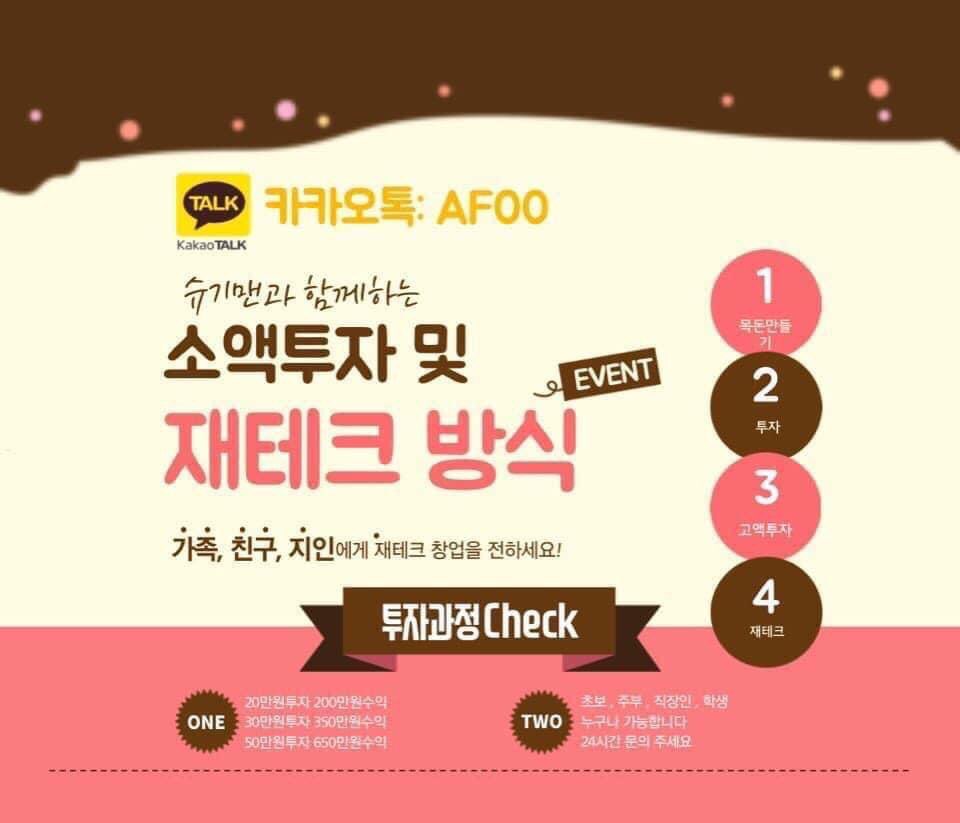 TALK
KakaoTALK
카카오톡: AF00
슈기맨과 함께하는
소액투자 및
EVENT
재테크 방식
가족, 친구, 지인에게 재테크 창업을 전하세요!
1
목돈만들
기
2
투자
3
고액투자
4
재테크
투자과정Check
ONE
20만원투자 200만원수익
30만원투자 350만원수익
50만원투자 650만원수익
TWO
초보 , 주부 , 직장인 , 학생
누구나 가능합니다
24시간 문의 주세요